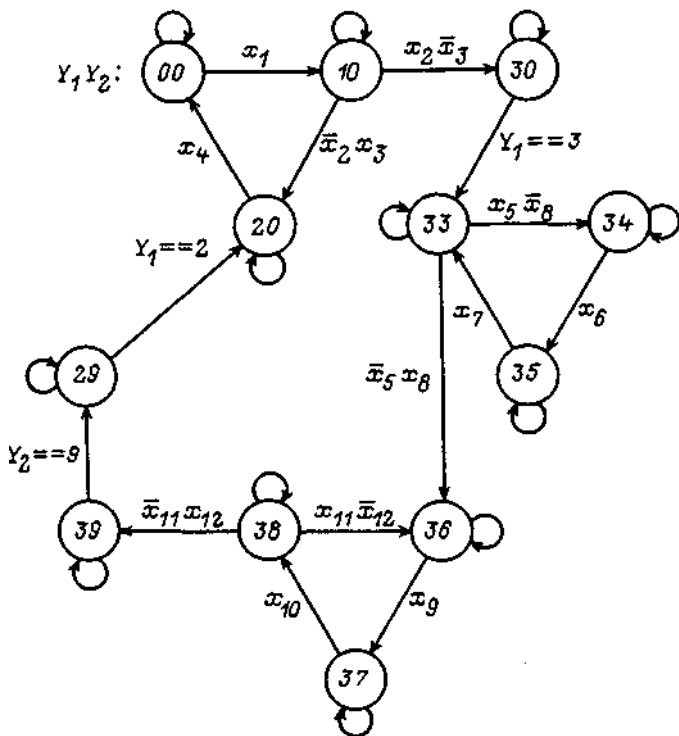 Y₁Y₂: 00 x₁ 10 x₂x̄₃ 30
x₄ x̄₂x₃ Y₁==3
20 33 x₅x̄₈ 34
Y₁==2 x₇ x₆
29 x̄₅x₈ 35
Y₂==9
39 x̄₁₁x₁₂ 38 x₁₁x̄₁₂ 36
x₁₀ x₉
37